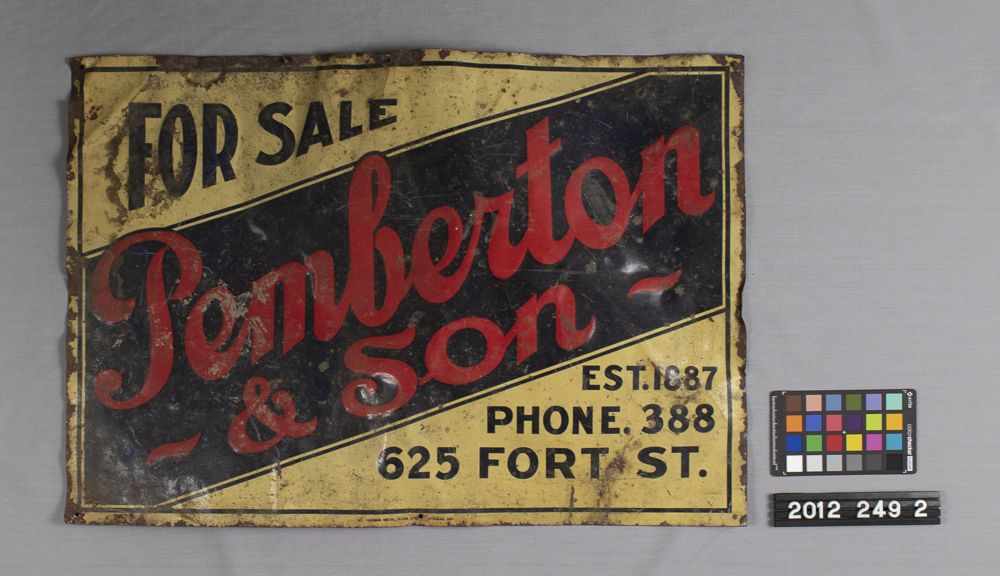 FOR SALE
Pemberton
- & Son -
EST. 1887
PHONE. 388
625 FORT ST.
2012 249 2